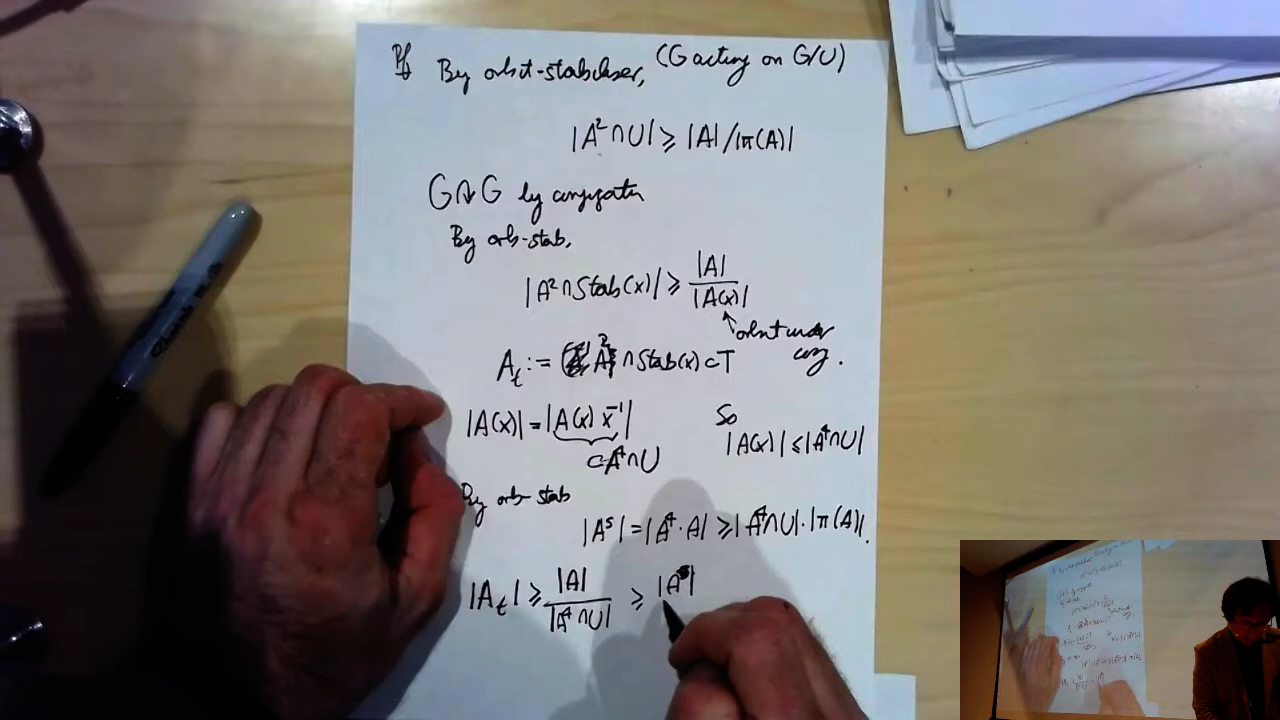 Pf By orbit-stabiliser, (G acting on G/U)
|A² ∩ U| ≥ |A| / |π(A)|
G ↷ G by conjugation
By orb-stab,
|A² ∩ Stab(x)| ≥ |A| / |A(x)|
orbit under conj.
A_t := A² ∩ Stab(x) ⊂ T
|A(x)| = |A(x) x⁻¹|
⊂ A⁴ ∩ U
So
|A(x)| ≤ |A⁴ ∩ U|
By orb-stab
|A⁵| = |A⁴ · A| ≥ |A⁴ ∩ U| · |π(A)|.
|A_t| ≥ |A| / |A⁴ ∩ U| ≥ |A⁵|